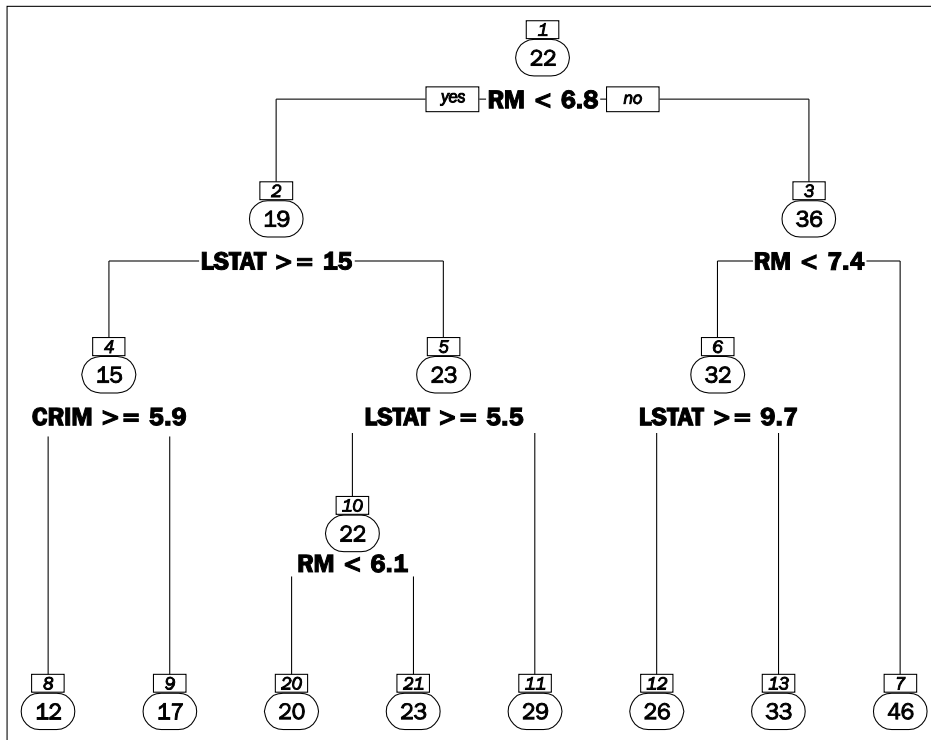 1
22
yes RM < 6.8 no
2 3
19 36
LSTAT >= 15 RM < 7.4
4 5 6
15 23 32
CRIM >= 5.9 LSTAT >= 5.5 LSTAT >= 9.7
10
22
RM < 6.1
8 9 20 21 11 12 13 7
12 17 20 23 29 26 33 46